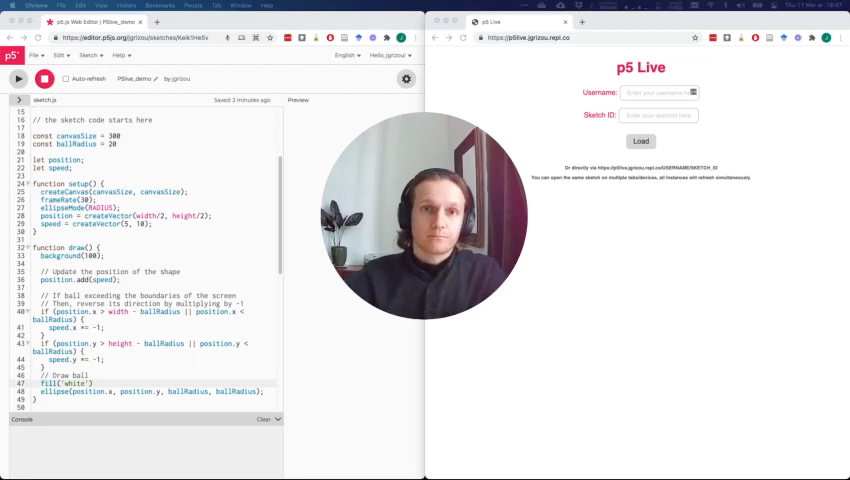 Chrome File Edit View History Bookmarks People Tab Window Help
Thu 11 Mar
p5.js Web Editor | P5live_demo
https://editor.p5js.org/jgrizou/sketches/Keik1He5v
p5*
File Edit Sketch Help English Hello, jgrizou!
Auto-refresh P5live_demo by jgrizou
sketch.js Saved: 2 minutes ago Preview
15
16 // the sketch code starts here
17
18 const canvasSize = 300
19 const ballRadius = 20
20
21 let position;
22 let speed;
23
24 function setup() {
25 createCanvas(canvasSize, canvasSize);
26 frameRate(30);
27 ellipseMode(RADIUS);
28 position = createVector(width/2, height/2);
29 speed = createVector(5, 10);
30 }
31
32 function draw() {
33 background(100);
34
35 // Update the position of the shape
36 position.add(speed);
37
38 // If ball exceeding the boundaries of the screen
39 // Then, reverse its direction by multiplying by -1
40 if (position.x > width - ballRadius || position.x <
ballRadius) {
41 speed.x *= -1;
42 }
43 if (position.y > height - ballRadius || position.y <
ballRadius) {
44 speed.y *= -1;
45 }
46 // Draw ball
47 fill('white')
48 ellipse(position.x, position.y, ballRadius, ballRadius);
49 }
50
Console Clear
p5 Live
https://p5live.jgrizou.repl.co
p5 Live
Username: Enter your username here
Sketch ID: Enter your sketchId here
Load
Or directly via https://p5live.jgrizou.repl.co/USERNAME/SKETCH_ID
You can open the same sketch on multiple tabs/devices, all instances will refresh simultaneously.